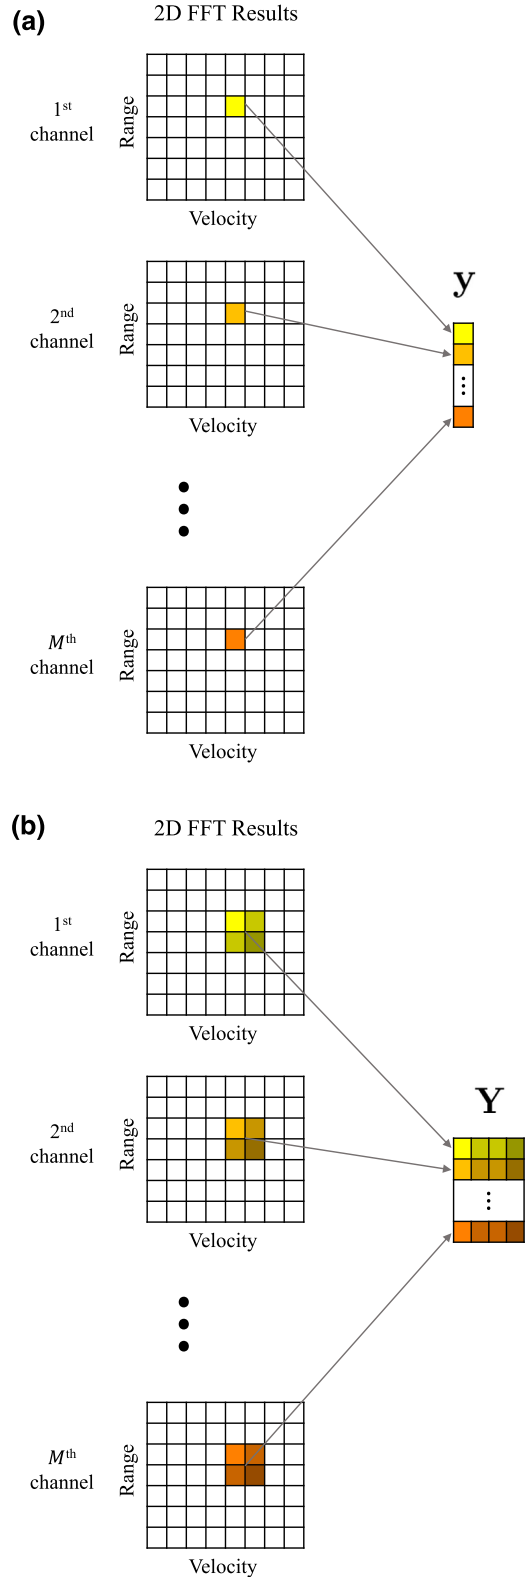 (a)
2D FFT Results
1st
channel
Range
Velocity
y
2nd
channel
Range
Velocity
Mth
channel
Range
Velocity
(b)
2D FFT Results
1st
channel
Range
Velocity
Y
2nd
channel
Range
Velocity
Mth
channel
Range
Velocity